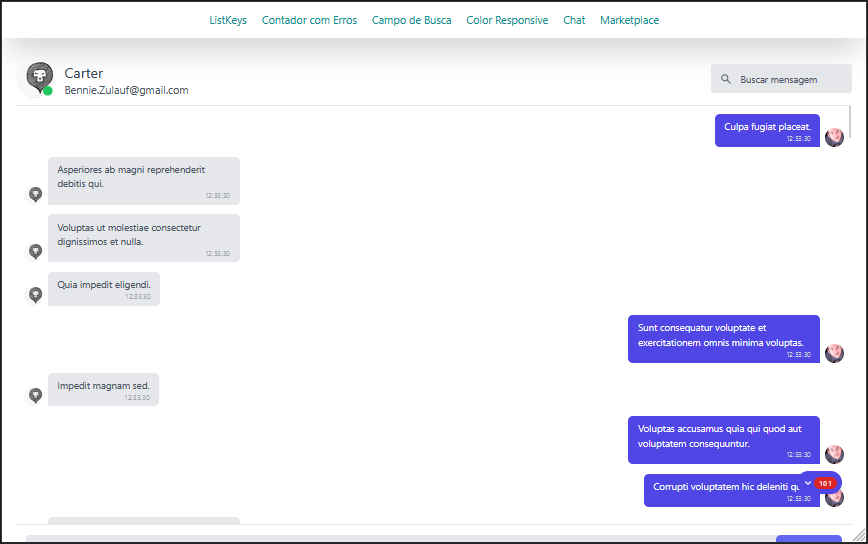 ListKeys Contador com Erros Campo de Busca Color Responsive Chat Marketplace
Carter
Bennie.Zulauf@gmail.com
Buscar mensagem
Culpa fugiat placeat.
12:33:30
Asperiores ab magni reprehenderit
debitis qui.
12:33:30
Voluptas ut molestiae consectetur
dignissimos et nulla.
12:33:30
Quia impedit eligendi.
12:33:30
Sunt consequatur voluptate et
exercitationem omnis minima voluptas.
12:33:30
Impedit magnam sed.
12:33:30
Voluptas accusamus quia qui quod aut
voluptatem consequuntur.
12:33:30
Corrupti voluptatem hic deleniti
101
12:33:30